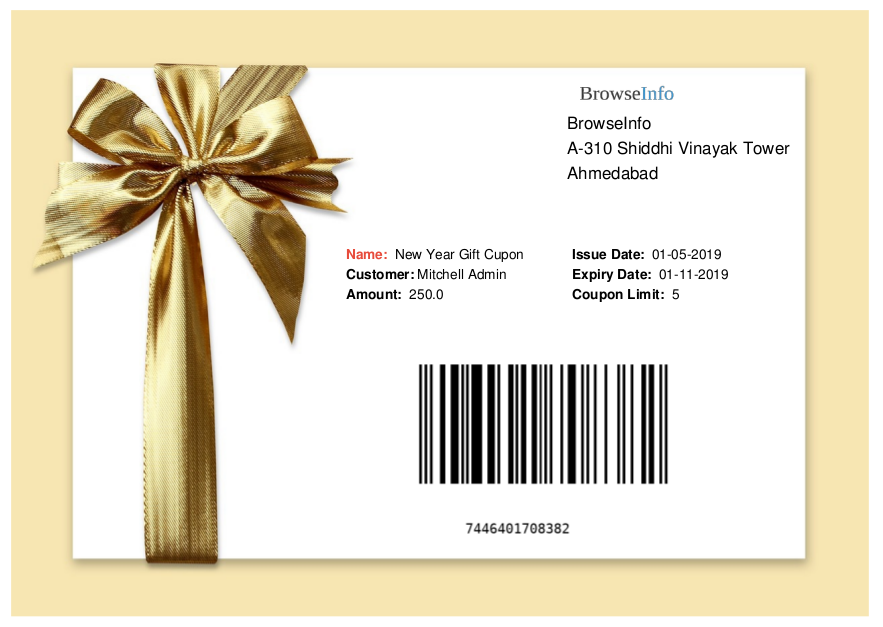 BrowseInfo
BrowseInfo
A-310 Shiddhi Vinayak Tower
Ahmedabad
Name: New Year Gift Cupon
Issue Date: 01-05-2019
Customer: Mitchell Admin
Expiry Date: 01-11-2019
Amount: 250.0
Coupon Limit: 5
7446401708382